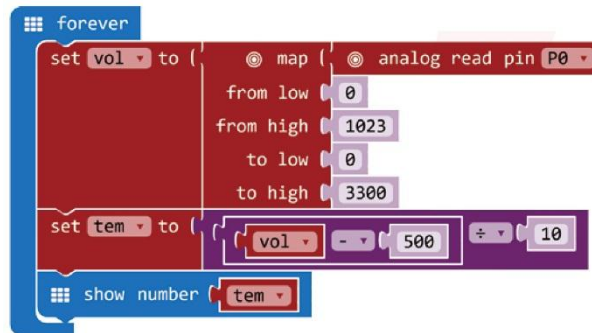 forever
set vol to ( map ( analog read pin P0
from low ( 0
from high ( 1023
to low ( 0
to high ( 3300
set tem to ( ( ( vol - ( 500 ÷ ( 10
show number ( tem